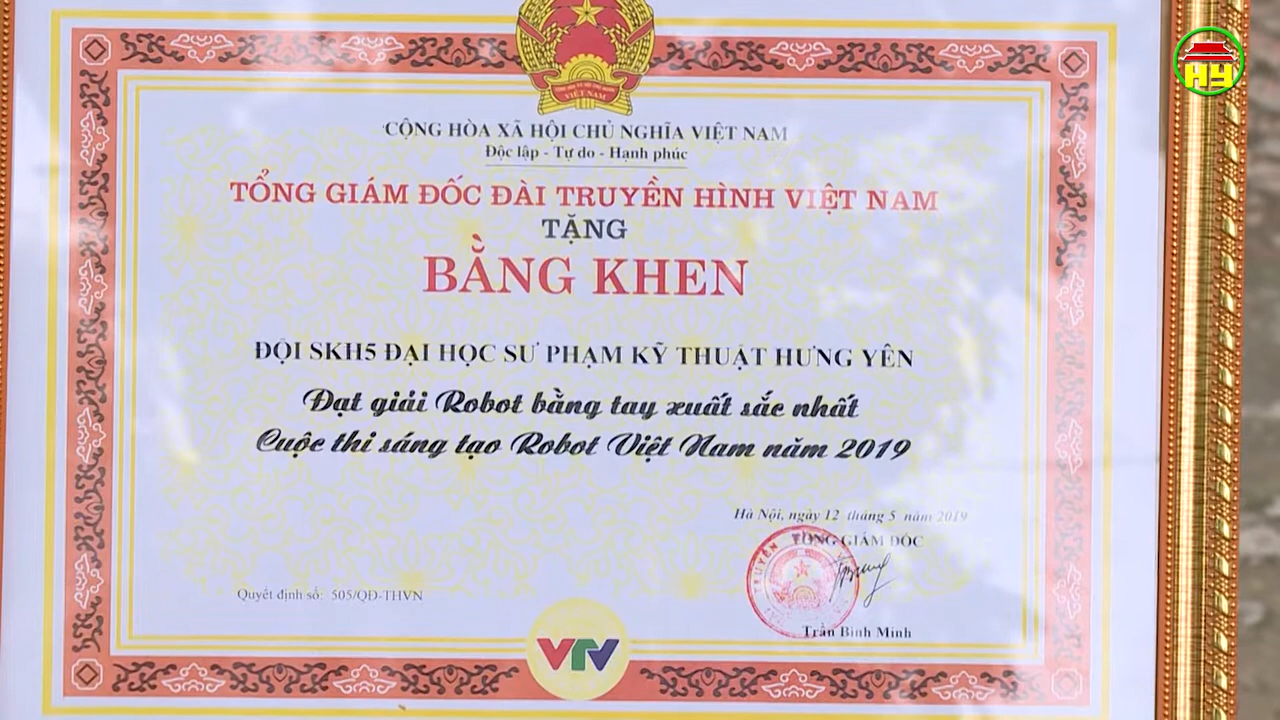 HY
VIỆT NAM
CỘNG HÒA XÃ HỘI CHỦ NGHĨA VIỆT NAM
Độc lập - Tự do - Hạnh phúc
TỔNG GIÁM ĐỐC ĐÀI TRUYỀN HÌNH VIỆT NAM
TẶNG
BẰNG KHEN
ĐỘI SKH5 ĐẠI HỌC SƯ PHẠM KỸ THUẬT HƯNG YÊN
Đạt giải Robot bằng tay xuất sắc nhất
Cuộc thi sáng tạo Robot Việt Nam năm 2019
Hà Nội, ngày 12 tháng 5 năm 2019
TỔNG GIÁM ĐỐC
TRUYỀN
Quyết định số: 505/QĐ-THVN
Trần Bình Minh
VTV